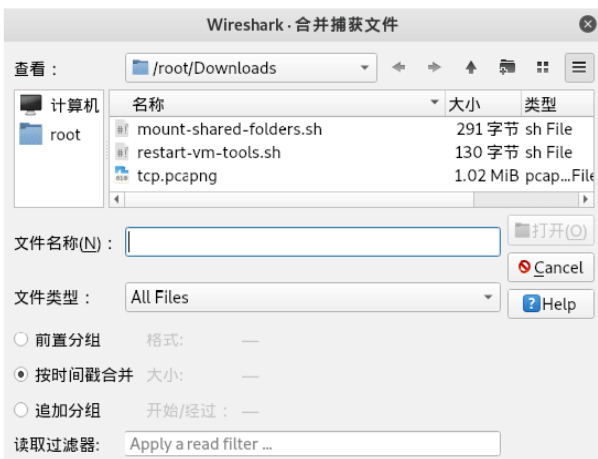 Wireshark · 合并捕获文件
查看： /root/Downloads
计算机
root
名称 大小 类型
mount-shared-folders.sh 291 字节 sh File
restart-vm-tools.sh 130 字节 sh File
tcp.pcapng 1.02 MiB pcap...File
文件名称(N)： 打开(O)
Cancel
文件类型： All Files Help
前置分组 格式: —
按时间戳合并 大小: —
追加分组 开始/经过： —
读取过滤器: Apply a read filter ...